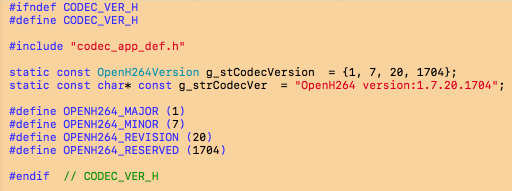 #ifndef CODEC_VER_H
#define CODEC_VER_H
#include "codec_app_def.h"
static const OpenH264Version g_stCodecVersion  = {1, 7, 20, 1704};
static const char* const g_strCodecVer  = "OpenH264 version:1.7.20.1704";
#define OPENH264_MAJOR (1)
#define OPENH264_MINOR (7)
#define OPENH264_REVISION (20)
#define OPENH264_RESERVED (1704)
#endif  // CODEC_VER_H